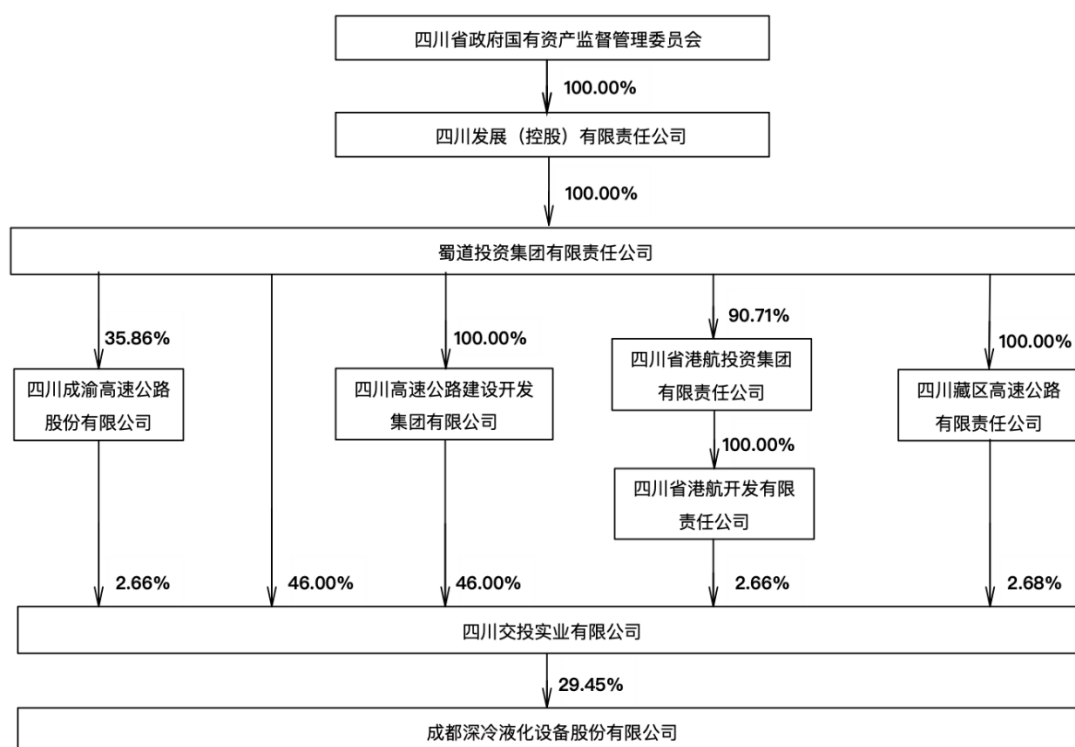 四川省政府国有资产监督管理委员会
100.00%
四川发展（控股）有限责任公司
100.00%
蜀道投资集团有限责任公司
35.86%
100.00%
90.71%
100.00%
四川成渝高速公路
股份有限公司
四川高速公路建设开发
集团有限公司
四川省港航投资集团
有限责任公司
四川藏区高速公路
有限责任公司
100.00%
四川省港航开发有限
责任公司
2.66%
46.00%
46.00%
2.66%
2.68%
四川交投实业有限公司
29.45%
成都深冷液化设备股份有限公司